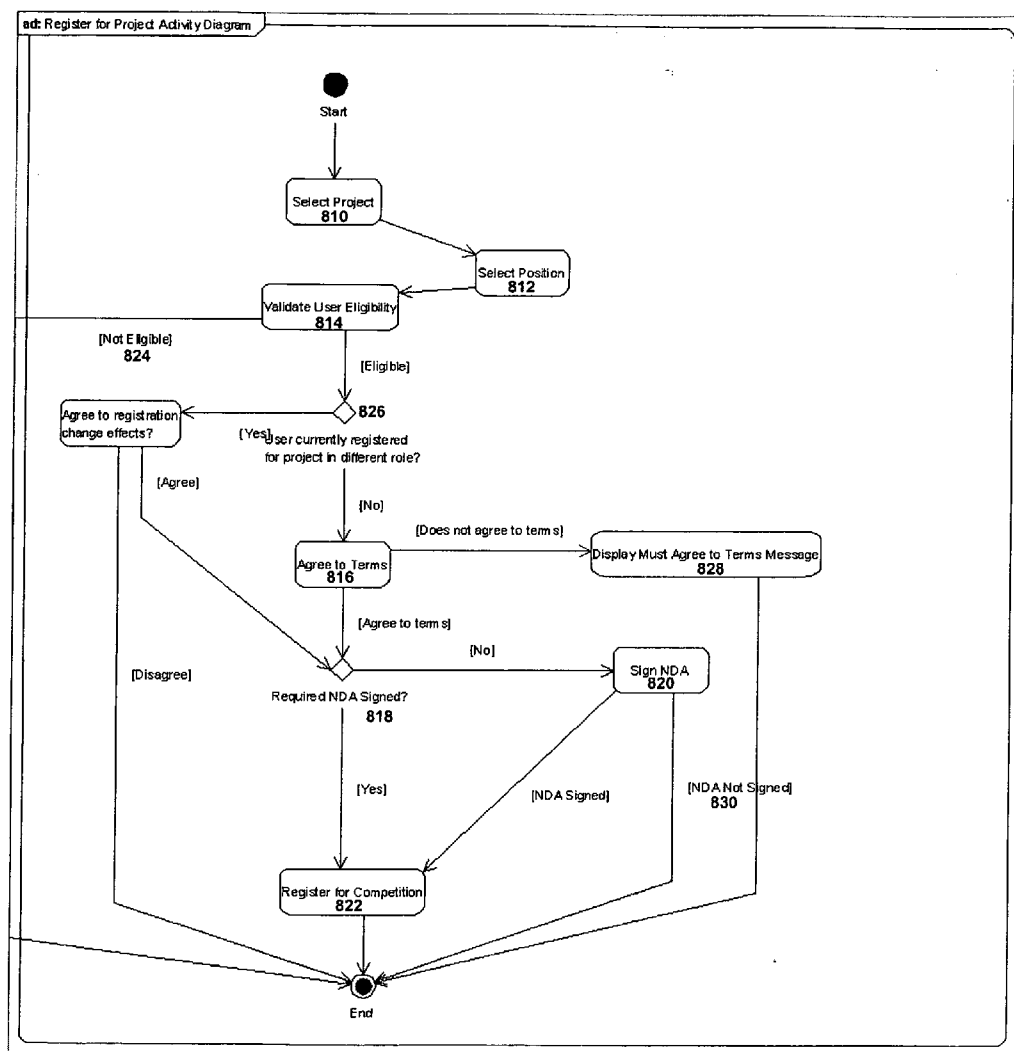 ad: Register for Project Activity Diagram
Start
Select Project
810
Select Position
812
Validate User Eligibility
814
[Not Eligible]
824
[Eligible]
826
Agree to registration
change effects?
[Yes]
User currently registered
for project in different role?
[Agree]
[No]
[Does not agree to terms]
Agree to Terms
816
Display Must Agree to Terms Message
828
[Agree to terms]
[No]
Sign NDA
820
[Disagree]
Required NDA Signed?
818
[Yes]
[NDA Signed]
[NDA Not Signed]
830
Register for Competition
822
End